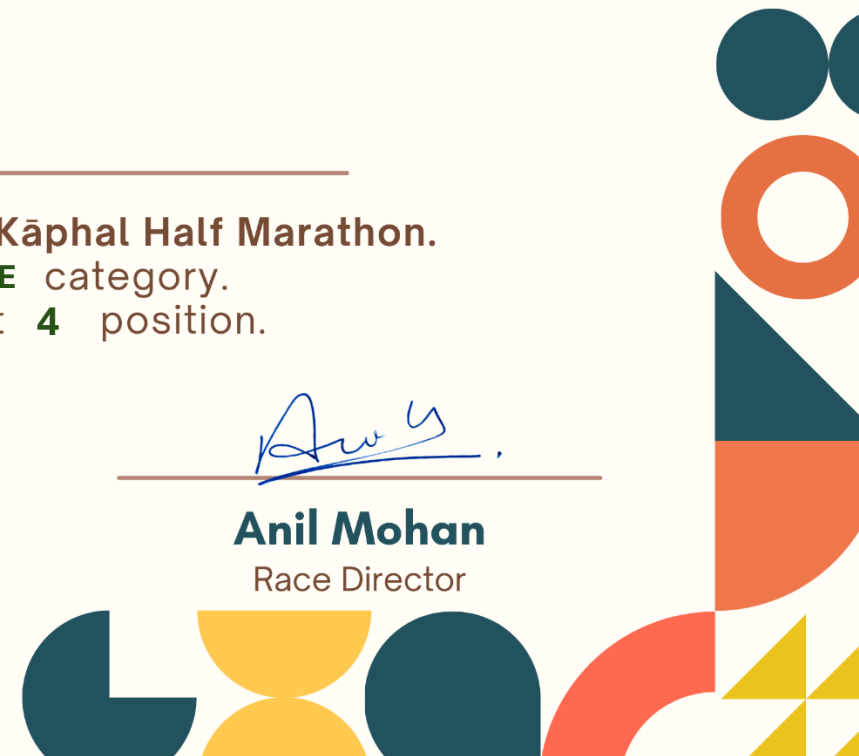 Kāphal Half Marathon.
E category.
4 position.
Anil Mohan
Race Director